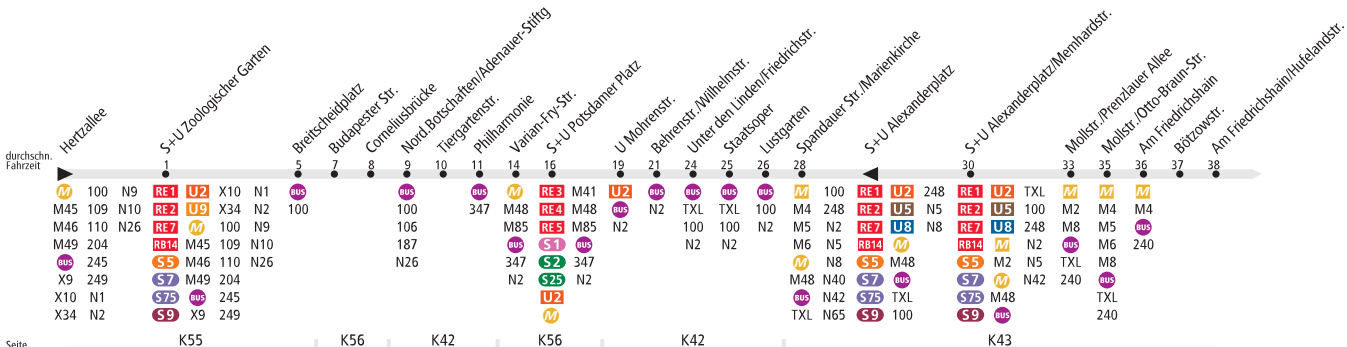 Hertzallee
S+U Zoologischer Garten
Breitscheidplatz
Budapester Str.
Corneliusbrücke
Nord.Botschaften/Adenauer-Stiftg
Tiergartenstr.
Philharmonie
Varian-Fry-Str.
S+U Potsdamer Platz
U Mohrenstr.
Behrenstr./Wilhelmstr.
Unter den Linden/Friedrichstr.
Staatsoper
Lustgarten
Spandauer Str./Marienkirche
S+U Alexanderplatz
S+U Alexanderplatz/Memhardstr.
Mollstr./Prenzlauer Allee
Mollstr./Otto-Braun-Str.
Am Friedrichshain
Bötzowstr.
Am Friedrichshain/Hufelandstr.
durchschn.
Fahrzeit
1 5 7 8 9 10 11 14 16 19 21 24 25 26 28 30 33 35 36 37 38
M 100 N9 RE1 U2 X10 N1 BUS BUS BUS M RE3 M41 U2 BUS BUS BUS BUS M 100 RE1 U2 248 RE1 U2 TXL M M M
M45 109 N10 RE2 U9 X34 N2 100 100 347 M48 RE4 M48 BUS N2 TXL TXL 100 M4 248 RE2 U5 N5 RE2 U5 100 M2 M4 M4
M46 110 N26 RE7 M 100 N9 106 M85 RE5 M85 N2 100 100 N2 M5 N2 RE7 U8 N8 RE7 U8 248 M8 M5 BUS
M49 204 RB14 M45 109 N10 187 BUS S1 BUS N2 N2 M6 N5 RB14 M RB14 M N2 BUS M6 240
BUS 245 S5 M46 110 N26 N26 347 S2 347 M N8 S5 M48 S5 M2 N5 TXL M8
X9 249 S7 M49 204 N2 S25 N2 M48 N40 S7 BUS S7 M N42 240 BUS
X10 N1 S75 BUS 245 U2 BUS N42 S75 TXL S75 M48 TXL
X34 N2 S9 X9 249 M TXL N65 S9 100 S9 BUS 240
Seite K55 K56 K42 K56 K42 K43